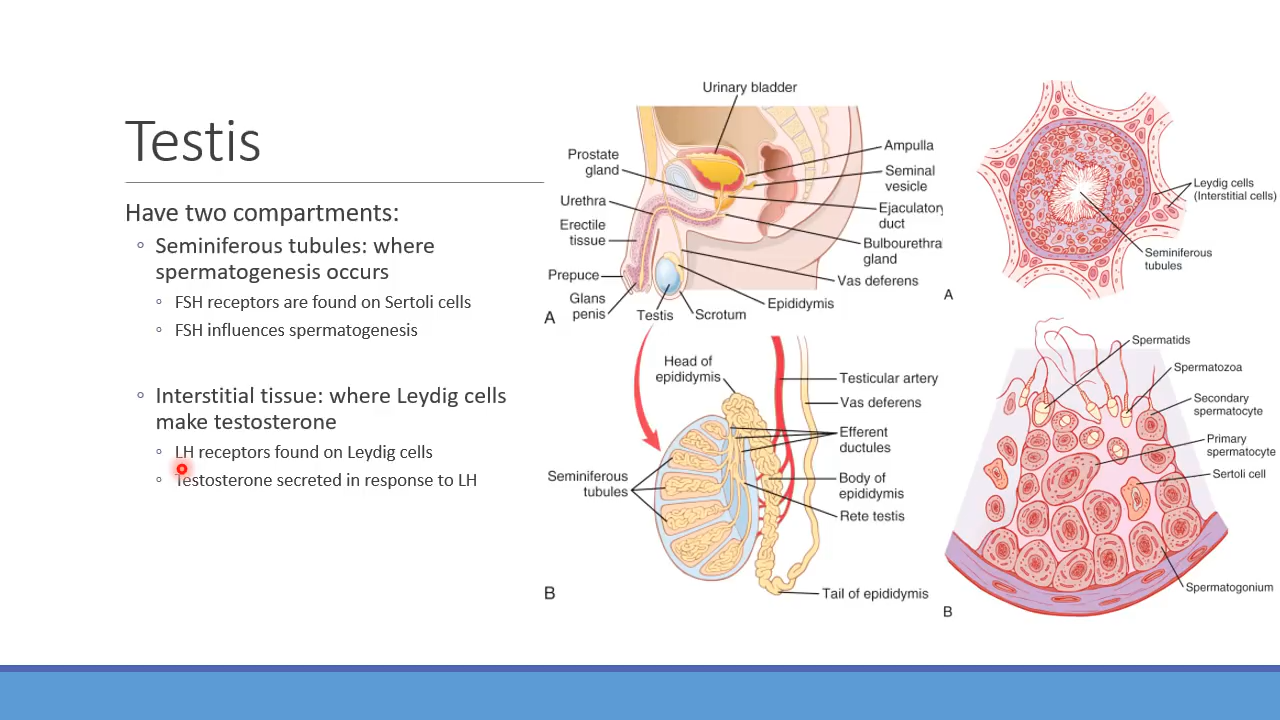 Testis
Have two compartments:
◦ Seminiferous tubules: where
spermatogenesis occurs
◦ FSH receptors are found on Sertoli cells
◦ FSH influences spermatogenesis
◦ Interstitial tissue: where Leydig cells
make testosterone
◦ LH receptors found on Leydig cells
◦ Testosterone secreted in response to LH
Urinary bladder
Prostate
gland
Urethra
Erectile
tissue
Prepuce
Glans
penis
Testis
Scrotum
Ampulla
Seminal
vesicle
Ejaculatory
duct
Bulbourethra
gland
Vas deferens
Epididymis
A
Head of
epididymis
Testicular artery
Vas deferens
Efferent
ductules
Seminiferous
tubules
Body of
epididymis
Rete testis
Tail of epididymis
B
Leydig cells
(Interstitial cells)
Seminiferous
tubules
A
Spermatids
Spermatozoa
Secondary
spermatocyte
Primary
spermatocyte
Sertoli cell
Spermatogonium
B